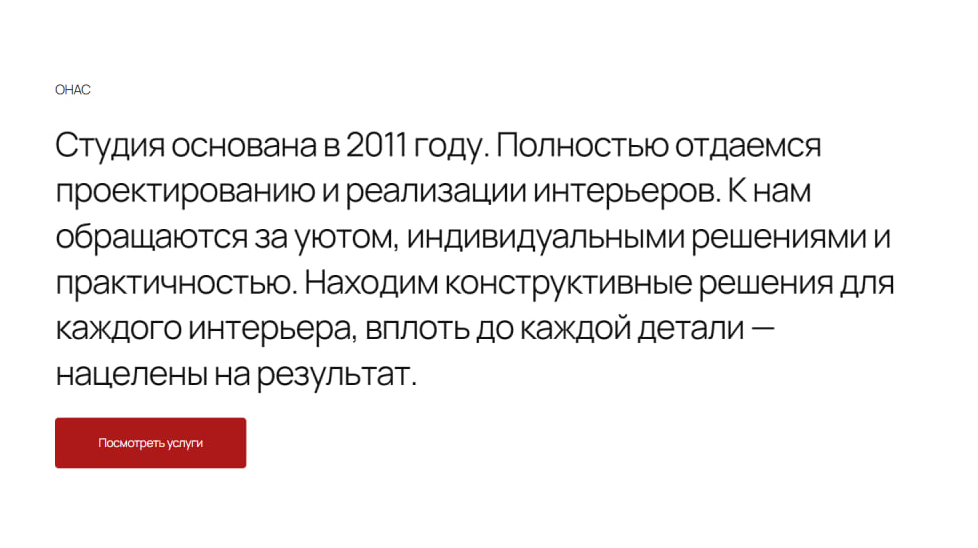 О НАС
Студия основана в 2011 году. Полностью отдаемся
проектированию и реализации интерьеров. К нам
обращаются за уютом, индивидуальными решениями и
практичностью. Находим конструктивные решения для
каждого интерьера, вплоть до каждой детали —
нацелены на результат.
Посмотреть услуги